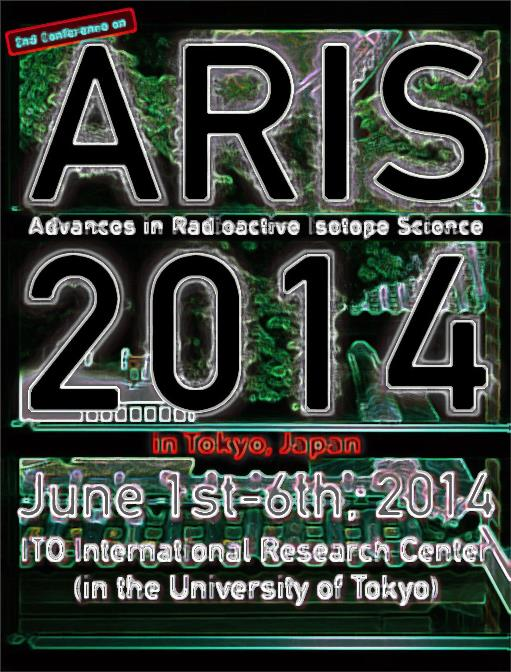 2nd Conference on
ARIS
Advances in Radioactive Isotope Science
2014
in Tokyo, Japan
June 1st-6th, 2014
ITO International Research Center
(in the University of Tokyo)